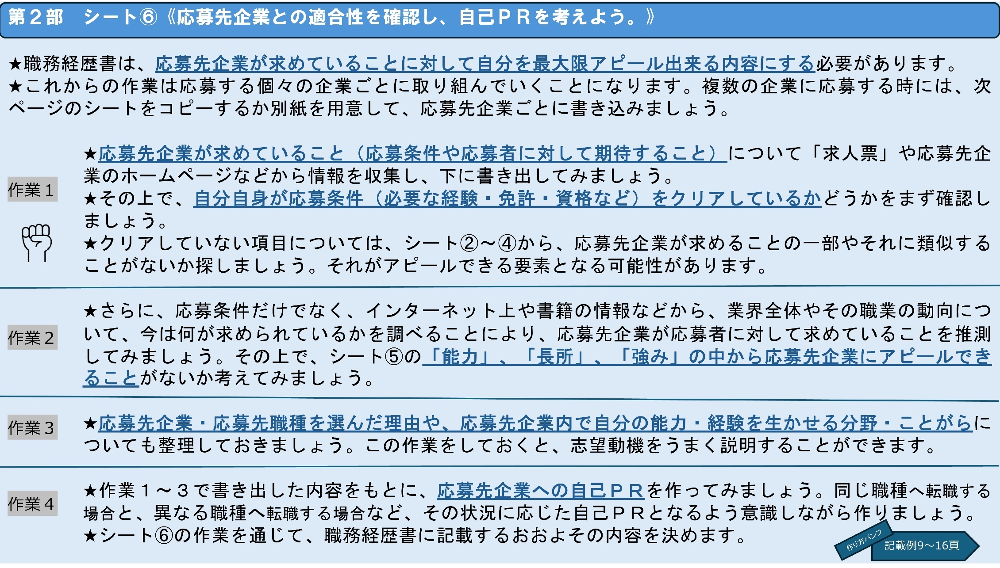 第２部　シート⑥《応募先企業との適合性を確認し、自己ＰＲを考えよう。》
★職務経歴書は、応募先企業が求めていることに対して自分を最大限アピール出来る内容にする必要があります。
★これからの作業は応募する個々の企業ごとに取り組んでいくことになります。複数の企業に応募する時には、次
ページのシートをコピーするか別紙を用意して、応募先企業ごとに書き込みましょう。
作業１
★応募先企業が求めていること（応募条件や応募者に対して期待すること）について「求人票」や応募先企
業のホームページなどから情報を収集し、下に書き出してみましょう。
★その上で、自分自身が応募条件（必要な経験・免許・資格など）をクリアしているかどうかをまず確認し
ましょう。
★クリアしていない項目については、シート②～④から、応募先企業が求めることの一部やそれに類似する
ことがないか探しましょう。それがアピールできる要素となる可能性があります。
作業２
★さらに、応募条件だけでなく、インターネット上や書籍の情報などから、業界全体やその職業の動向につ
いて、今は何が求められているかを調べることにより、応募先企業が応募者に対して求めていることを推測
してみましょう。その上で、シート⑤の「能力」、「長所」、「強み」の中から応募先企業にアピールでき
ることがないか考えてみましょう。
作業３
★応募先企業・応募先職種を選んだ理由や、応募先企業内で自分の能力・経験を生かせる分野・ことがらに
ついても整理しておきましょう。この作業をしておくと、志望動機をうまく説明することができます。
作業４
★作業１～３で書き出した内容をもとに、応募先企業への自己ＰＲを作ってみましょう。同じ職種へ転職する
場合と、異なる職種へ転職する場合など、その状況に応じた自己ＰＲとなるよう意識しながら作りましょう。
★シート⑥の作業を通じて、職務経歴書に記載するおおよその内容を決めます。
作り方パンフ
記載例9～16頁